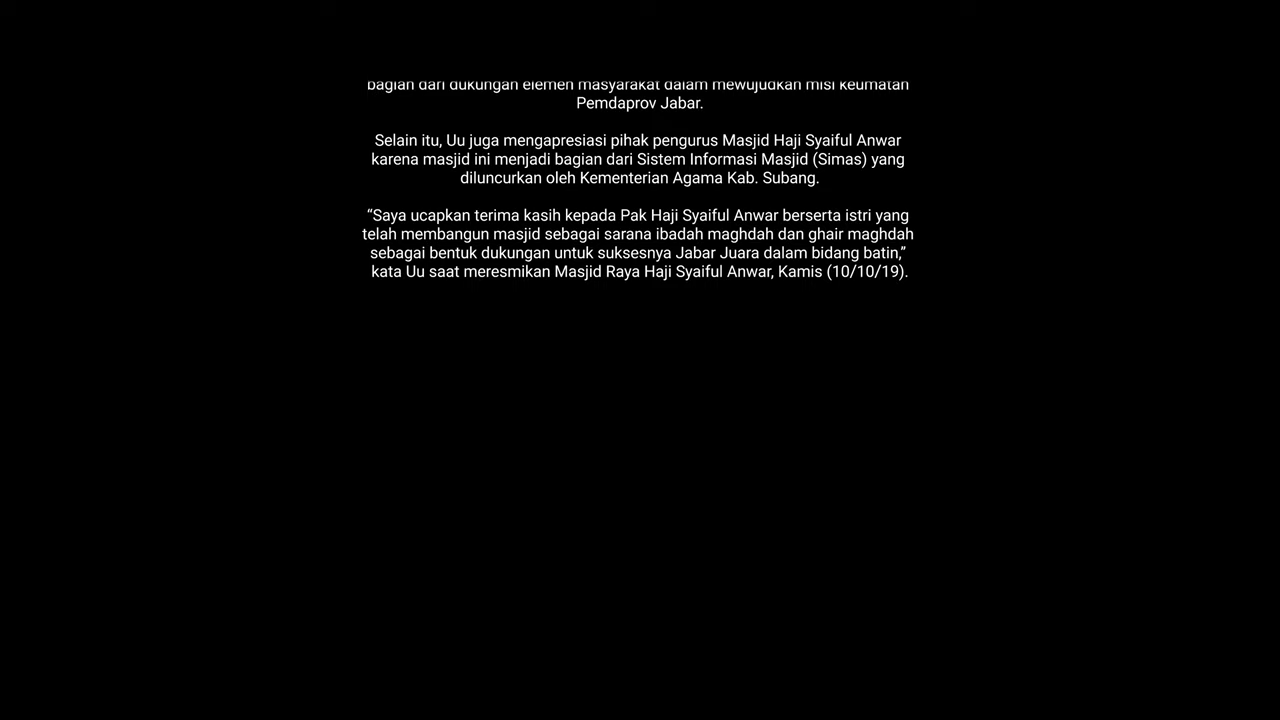 bagian dari dukungan elemen masyarakat dalam mewujudkan misi keumatan
Pemdaprov Jabar.
Selain itu, Uu juga mengapresiasi pihak pengurus Masjid Haji Syaiful Anwar
karena masjid ini menjadi bagian dari Sistem Informasi Masjid (Simas) yang
diluncurkan oleh Kementerian Agama Kab. Subang.
“Saya ucapkan terima kasih kepada Pak Haji Syaiful Anwar berserta istri yang
telah membangun masjid sebagai sarana ibadah maghdah dan ghair maghdah
sebagai bentuk dukungan untuk suksesnya Jabar Juara dalam bidang batin,”
kata Uu saat meresmikan Masjid Raya Haji Syaiful Anwar, Kamis (10/10/19).